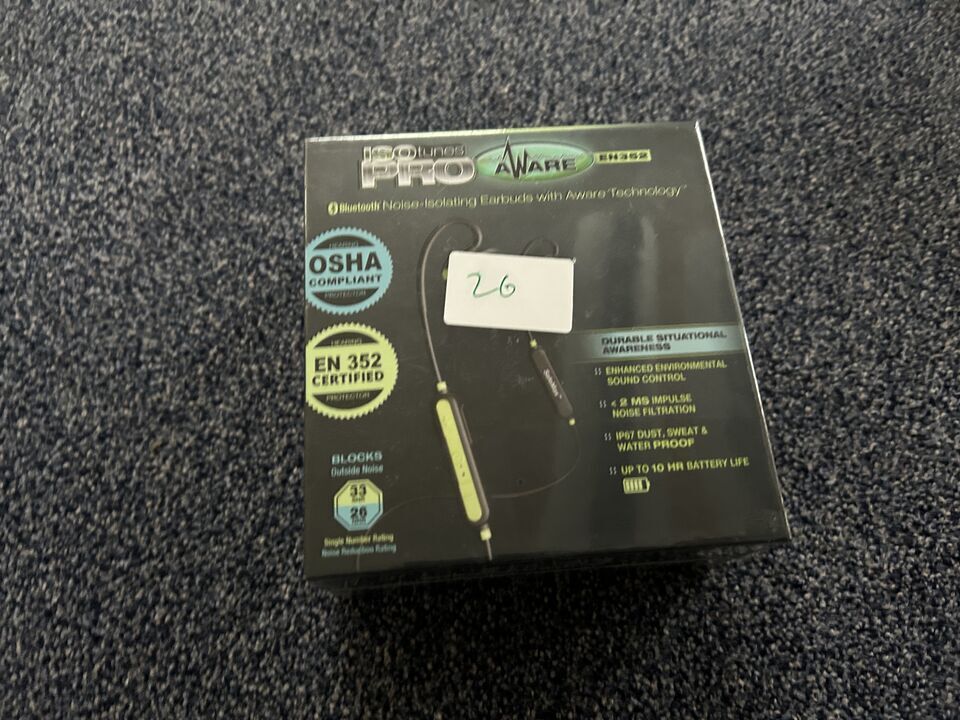 ISOtunes
PRO
AWARE
EN352
Bluetooth® Noise-Isolating Earbuds with Aware Technology™
HEARING
OSHA
COMPLIANT
PROTECTOR
26
HEARING
EN 352
CERTIFIED
PROTECTOR
DURABLE SITUATIONAL
AWARENESS
ENHANCED ENVIRONMENTAL
SOUND CONTROL
< 2 MS IMPULSE
NOISE FILTRATION
IP67 DUST, SWEAT &
WATER PROOF
UP TO 10 HR BATTERY LIFE
BLOCKS
Outside Noise
33
26
Single Number Rating
Noise Reduction Rating